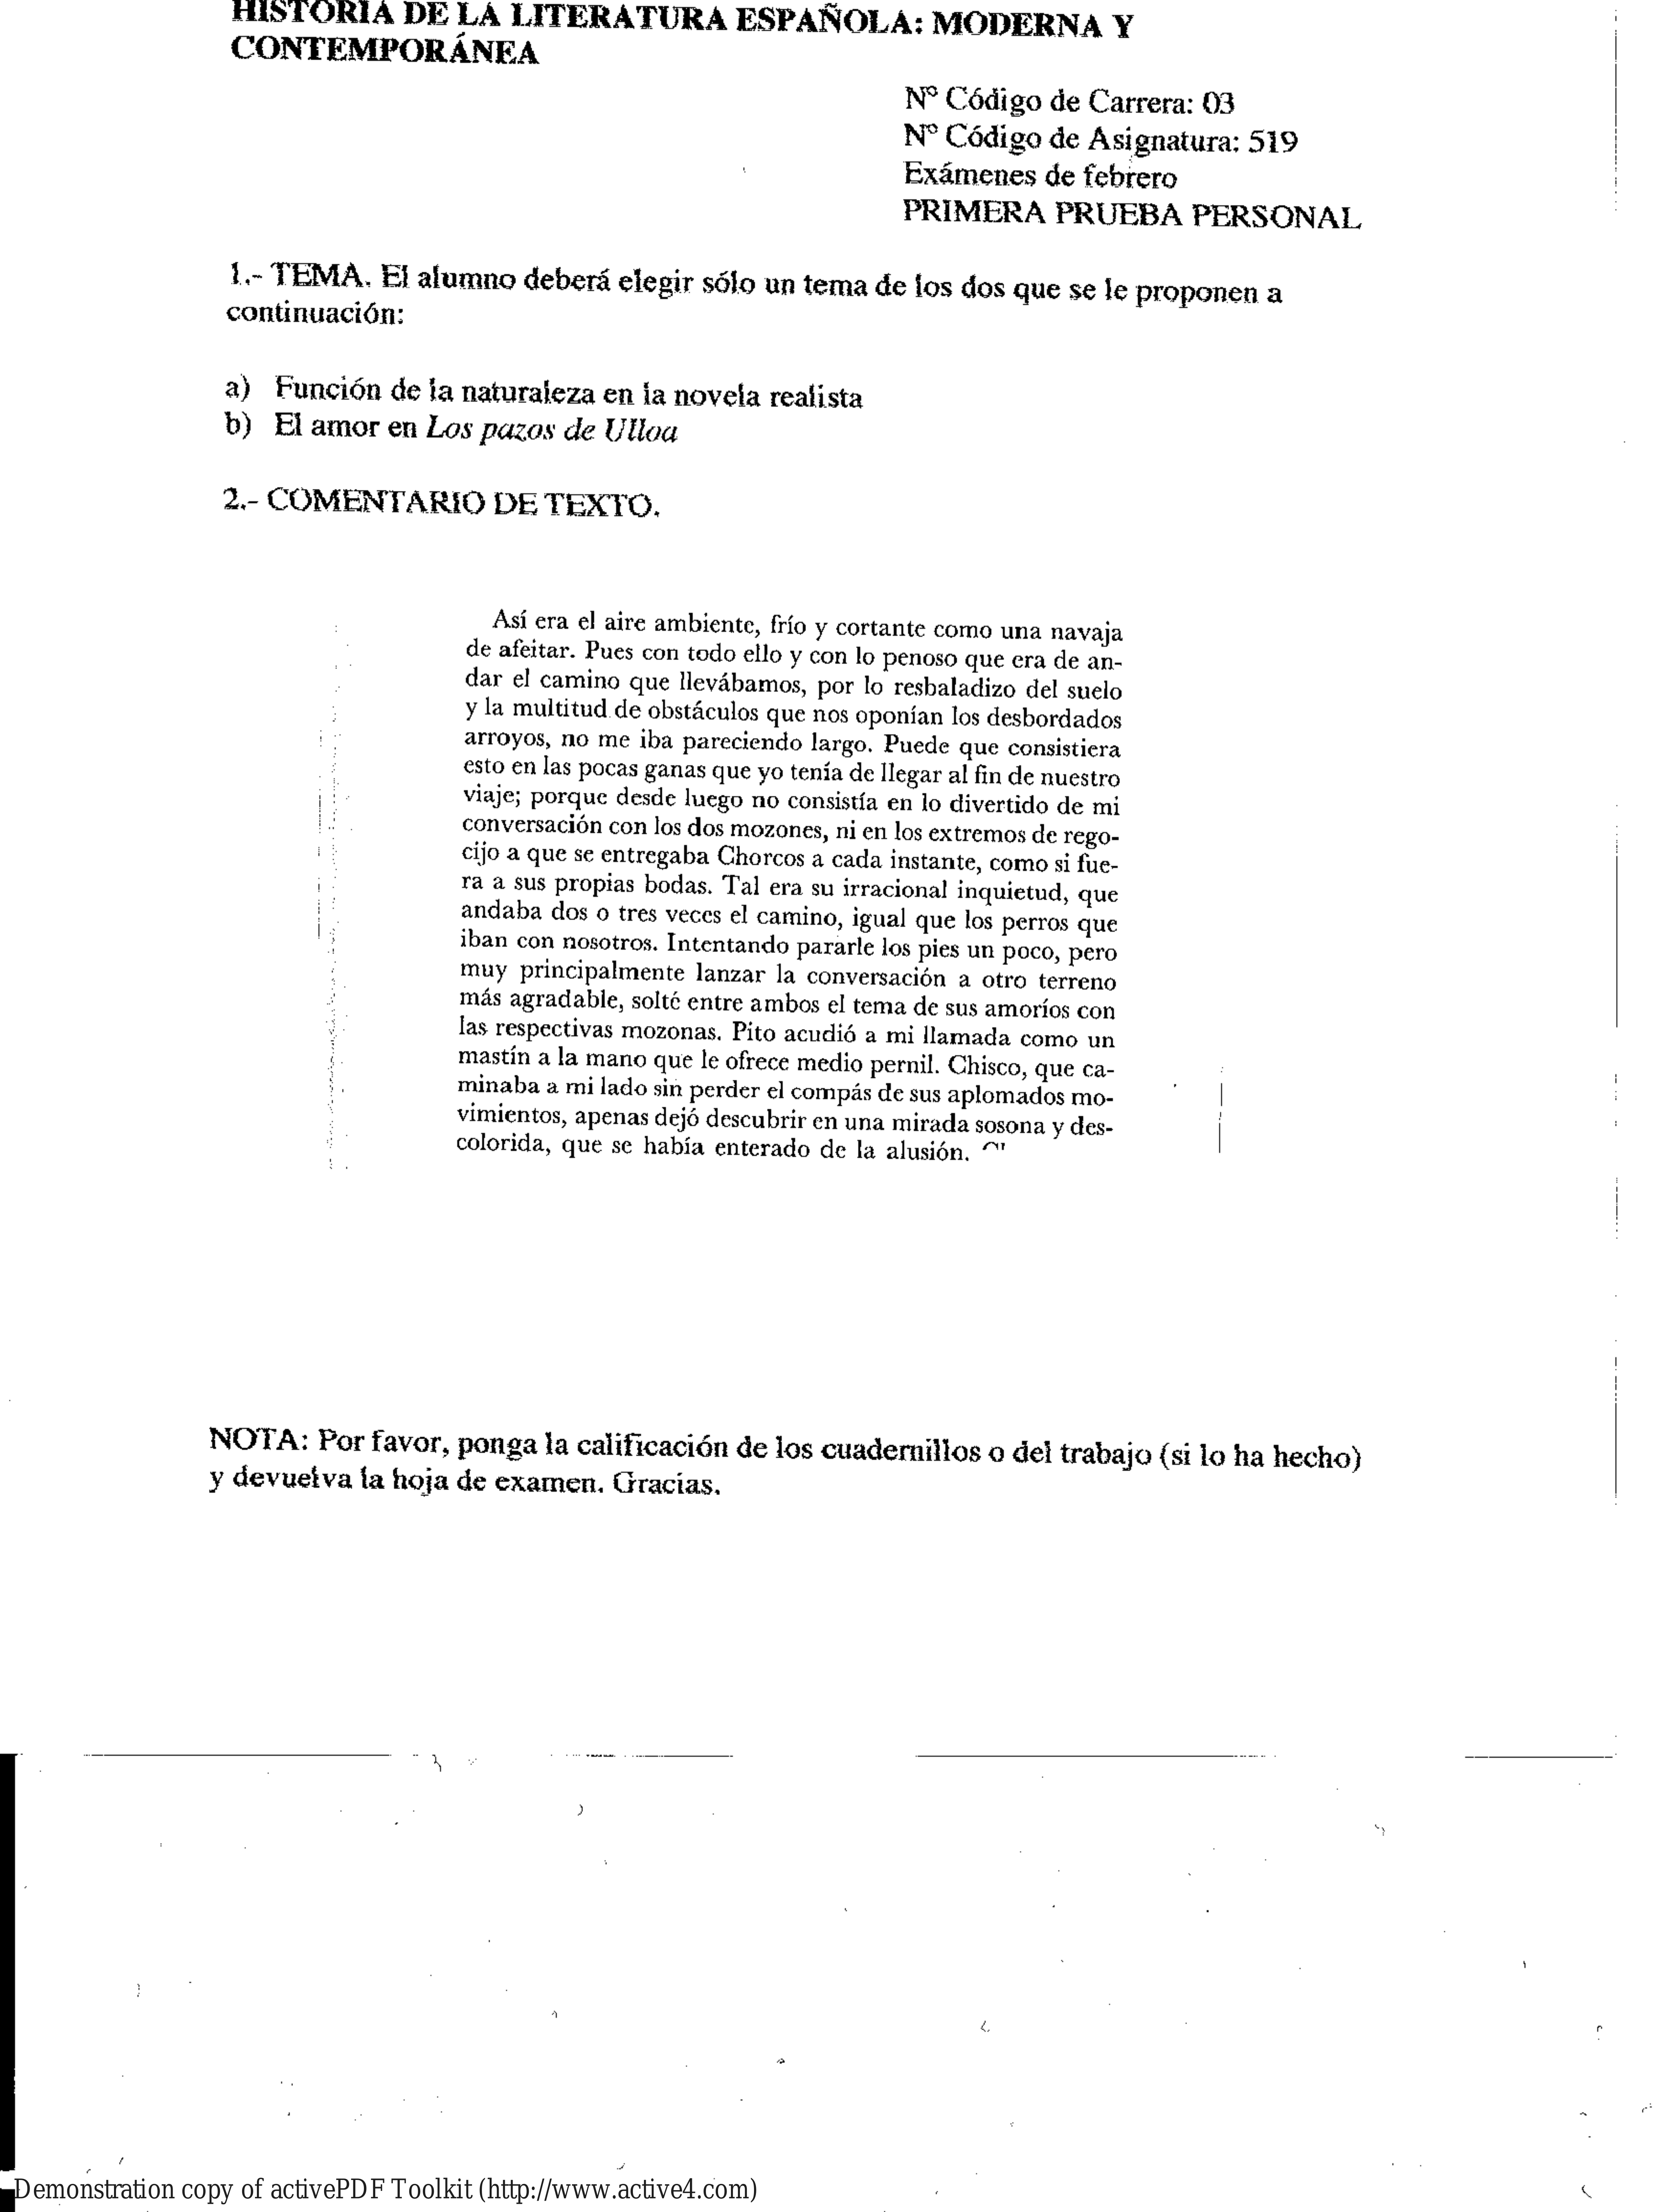 HISTORIA DE LA LITERATURA ESPAÑOLA: MODERNA Y
CONTEMPORÁNEA
Nº Código de Carrera: 03
Nº Código de Asignatura: 519
Exámenes de febrero
PRIMERA PRUEBA PERSONAL
1.- TEMA. El alumno deberá elegir sólo un tema de los dos que se le proponen a
continuación:
a) Función de la naturaleza en la novela realista
b) El amor en Los pazos de Ulloa
2.- COMENTARIO DE TEXTO.
Así era el aire ambiente, frío y cortante como una navaja
de afeitar. Pues con todo ello y con lo penoso que era de an-
dar el camino que llevábamos, por lo resbaladizo del suelo
y la multitud de obstáculos que nos oponían los desbordados
arroyos, no me iba pareciendo largo. Puede que consistiera
esto en las pocas ganas que yo tenía de llegar al fin de nuestro
viaje; porque desde luego no consistía en lo divertido de mi
conversación con los dos mozones, ni en los extremos de rego-
cijo a que se entregaba Chorcos a cada instante, como si fue-
ra a sus propias bodas. Tal era su irracional inquietud, que
andaba dos o tres veces el camino, igual que los perros que
iban con nosotros. Intentando pararle los pies un poco, pero
muy principalmente lanzar la conversación a otro terreno
más agradable, solté entre ambos el tema de sus amoríos con
las respectivas mozonas. Pito acudió a mi llamada como un
mastín a la mano que le ofrece medio pernil. Chisco, que ca-
minaba a mi lado sin perder el compás de sus aplomados mo-
vimientos, apenas dejó descubrir en una mirada sosona y des-
colorida, que se había enterado de la alusión.
NOTA: Por favor, ponga la calificación de los cuadernillos o del trabajo (si lo ha hecho)
y devuelva la hoja de examen. Gracias.
Demonstration copy of activePDF Toolkit (http://www.active4.com)